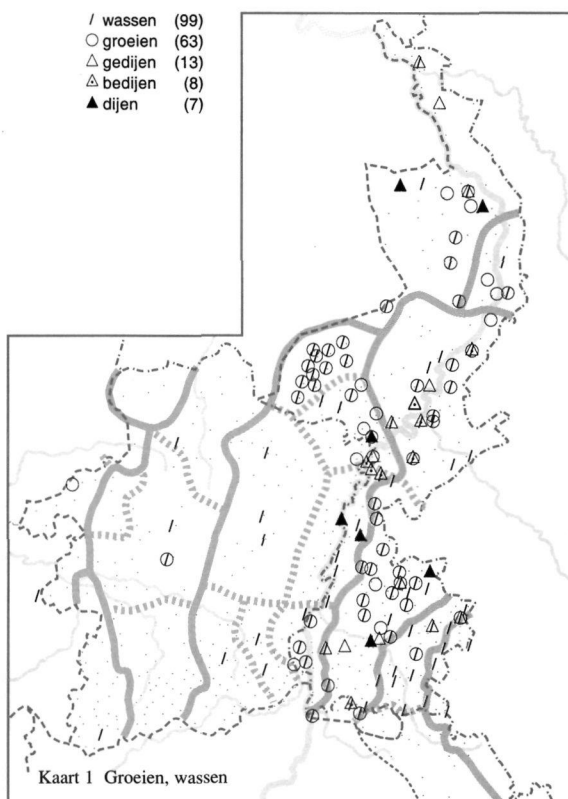 wassen (99)
groeien (63)
gedijen (13)
bedijen (8)
dijen (7)
Kaart 1 Groeien, wassen